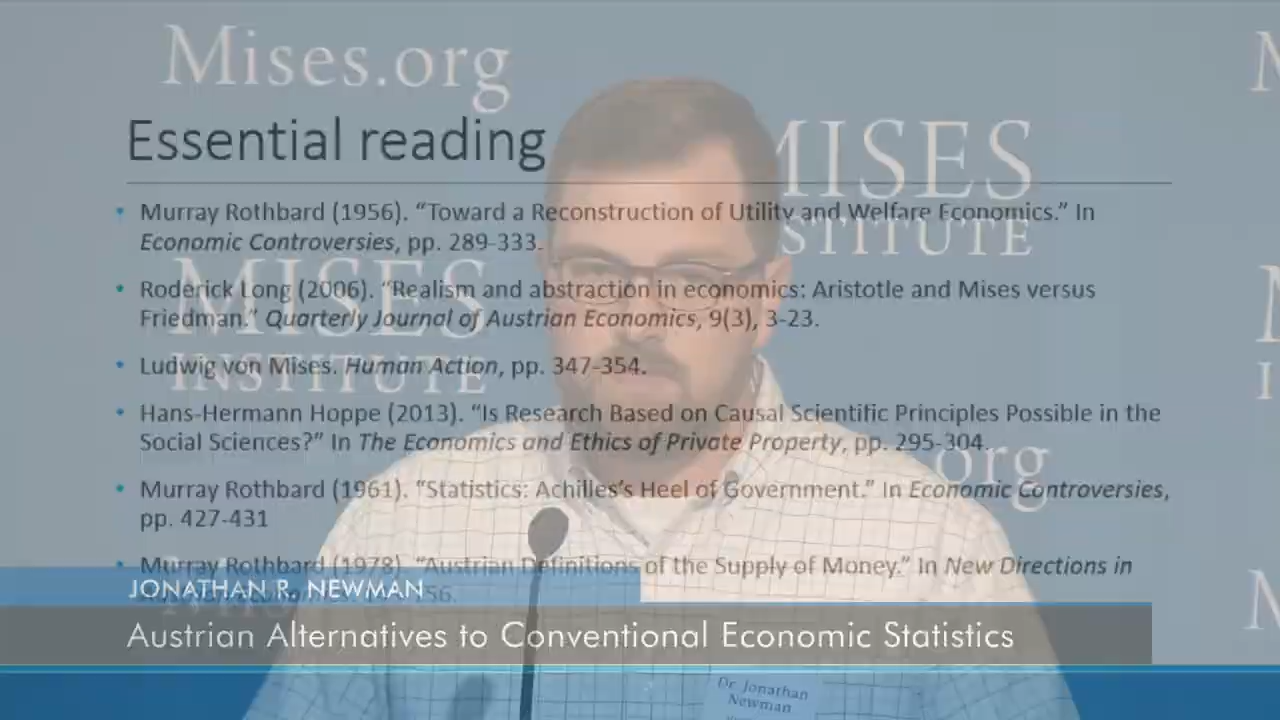 Mises.org
Essential reading
MISES
INSTITUTE
• Murray Rothbard (1956). “Toward a Reconstruction of Utility and Welfare Economics.” In
Economic Controversies, pp. 289-333.
• Roderick Long (2006). “Realism and abstraction in economics: Aristotle and Mises versus
Friedman.” Quarterly Journal of Austrian Economics, 9(3), 3-23.
MISES
INSTITUTE
• Ludwig von Mises. Human Action, pp. 347-354.
• Hans-Hermann Hoppe (2013). “Is Research Based on Causal Scientific Principles Possible in the
Social Sciences?” In The Economics and Ethics of Private Property, pp. 295-304.
org
• Murray Rothbard (1961). “Statistics: Achilles’s Heel of Government.” In Economic Controversies,
pp. 427-431
• Murray Rothbard (1978). “Austrian Definitions of the Supply of Money.” In New Directions in
JONATHAN R. NEWMAN
Austrian Alternatives to Conventional Economic Statistics
Dr. Jonathan
Newman